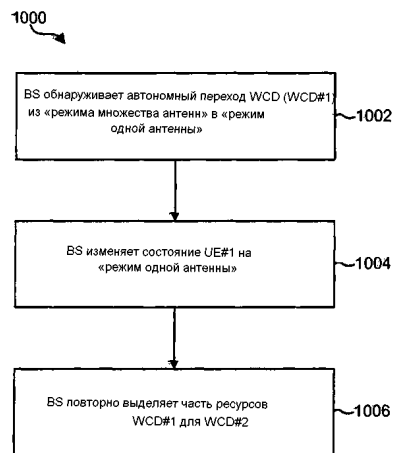 1000
BS обнаруживает автономный переход WCD (WCD#1)
из «режима множества антенн» в «режим
одной антенны»
1002
BS изменяет состояние UE#1 на
«режим одной антенны»
1004
BS повторно выделяет часть ресурсов
WCD#1 для WCD#2
1006